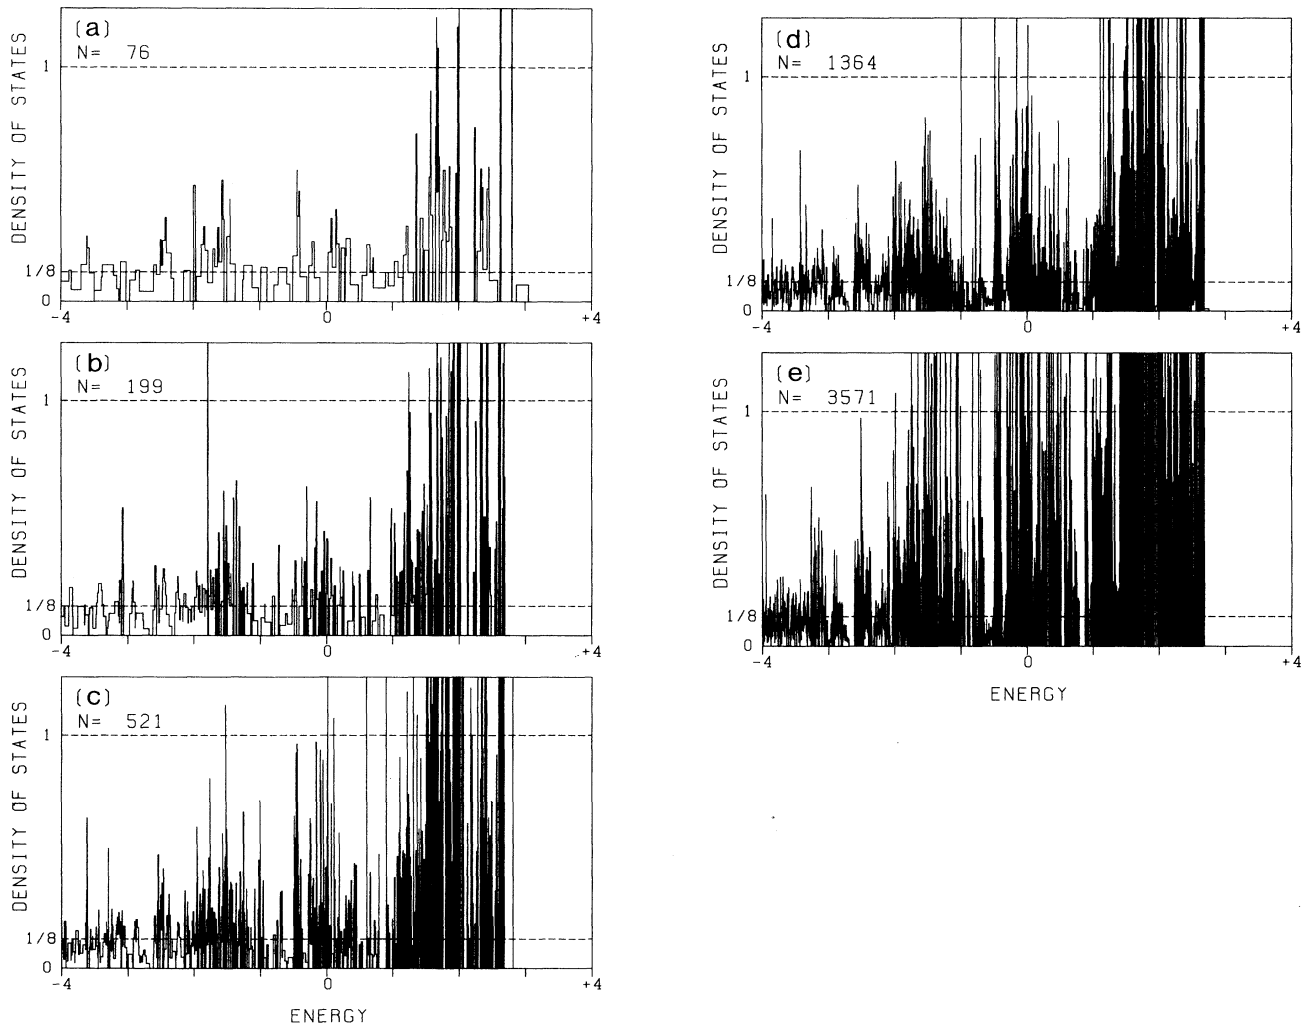 (a)
N= 76
DENSITY OF STATES
1
1/8
0
-4
0
+4
(b)
N= 199
DENSITY OF STATES
1
1/8
0
-4
0
+4
(c)
N= 521
DENSITY OF STATES
1
1/8
0
-4
0
+4
ENERGY
(d)
N= 1364
DENSITY OF STATES
1
1/8
0
-4
0
+4
(e)
N= 3571
DENSITY OF STATES
1
1/8
0
-4
0
+4
ENERGY